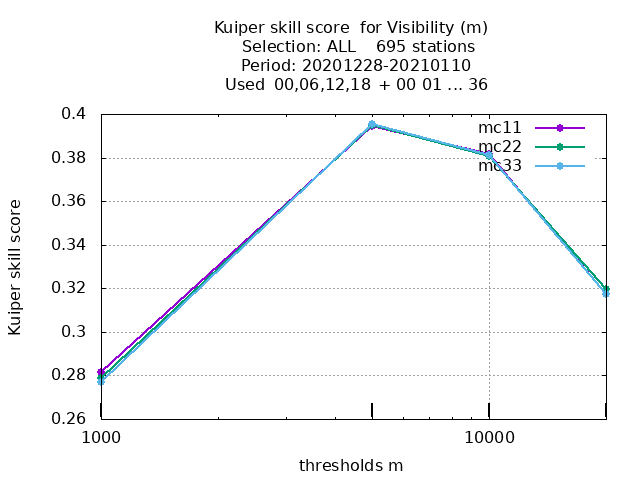 Kuiper skill score  for Visibility (m)
Selection: ALL    695 stations
Period: 20201228-20210110
Used  00,06,12,18 + 00 01 ... 36
Kuiper skill score
0.4
0.38
0.36
0.34
0.32
0.3
0.28
0.26
mc11
mc22
mc33
1000
10000
thresholds m